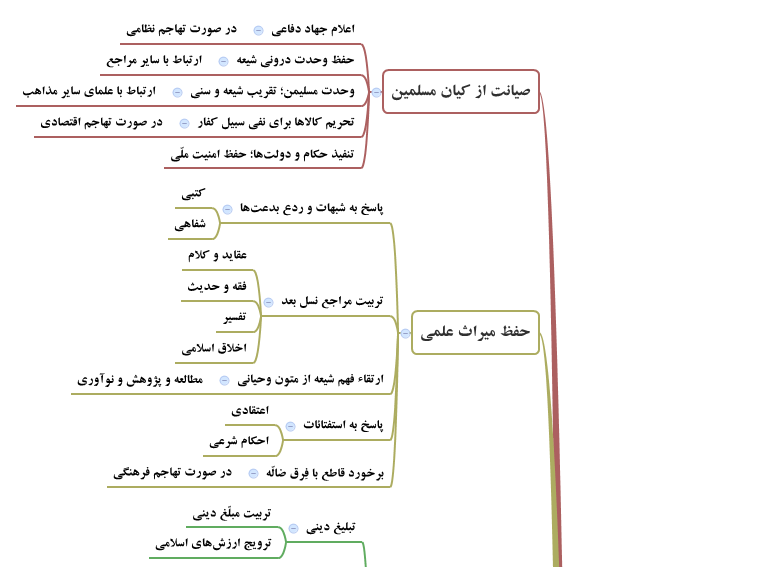 صیانت از کیان مسلمین
اعلام جهاد دفاعی
در صورت تهاجم نظامی
حفظ وحدت درونی شیعه
ارتباط با سایر مراجع
وحدت مسلیمن؛ تقریب شیعه و سنی
ارتباط با علمای سایر مذاهب
تحریم کالاها برای نفی سبیل کفار
در صورت تهاجم اقتصادی
تنفیذ حکام و دولت‌ها؛ حفظ امنیت ملّی
حفظ میراث علمی
پاسخ به شبهات و ردع بدعت‌ها
کتبی
شفاهی
تربیت مراجع نسل بعد
عقاید و کلام
فقه و حدیث
تفسیر
اخلاق اسلامی
ارتقاء فهم شیعه از متون وحیانی
مطالعه و پژوهش و نوآوری
پاسخ به استفتائات
اعتقادی
احکام شرعی
برخورد قاطع با فِرق ضالّه
در صورت تهاجم فرهنگی
تبلیغ دینی
تربیت مبلّغ دینی
ترویج ارزش‌های اسلامی